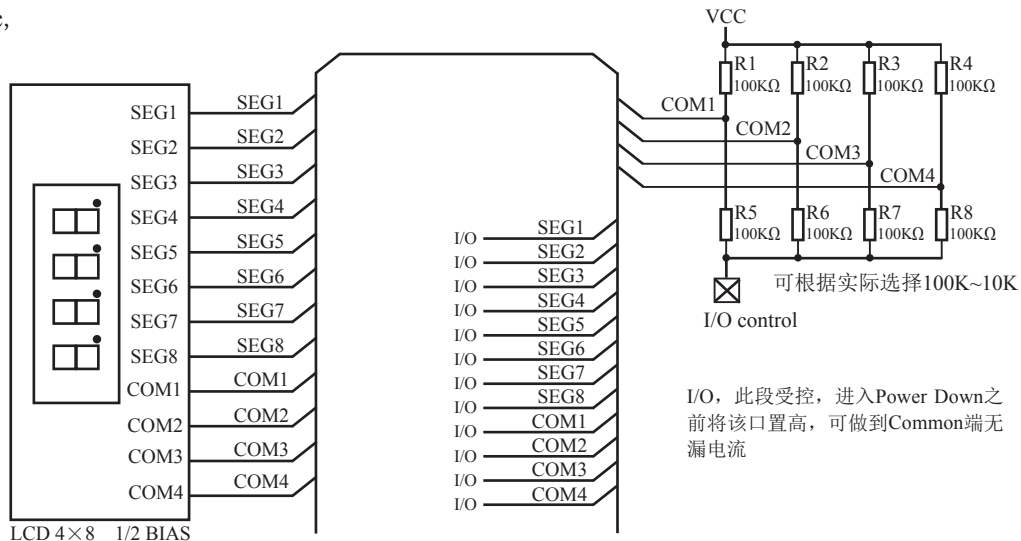 c,
VCC
R1
100KΩ
R2
100KΩ
R3
100KΩ
R4
100KΩ
COM1
COM2
COM3
COM4
R5
100KΩ
R6
100KΩ
R7
100KΩ
R8
100KΩ
可根据实际选择100K~10K
I/O control
I/O，此段受控，进入Power Down之
前将该口置高，可做到Common端无
漏电流
SEG1
SEG2
SEG3
SEG4
SEG5
SEG6
SEG7
SEG8
COM1
COM2
COM3
COM4
SEG1
SEG2
SEG3
SEG4
SEG5
SEG6
SEG7
SEG8
COM1
COM2
COM3
COM4
I/O SEG1
I/O SEG2
I/O SEG3
I/O SEG4
I/O SEG5
I/O SEG6
I/O SEG7
I/O SEG8
I/O COM1
I/O COM2
I/O COM3
I/O COM4
LCD 4×8 1/2 BIAS